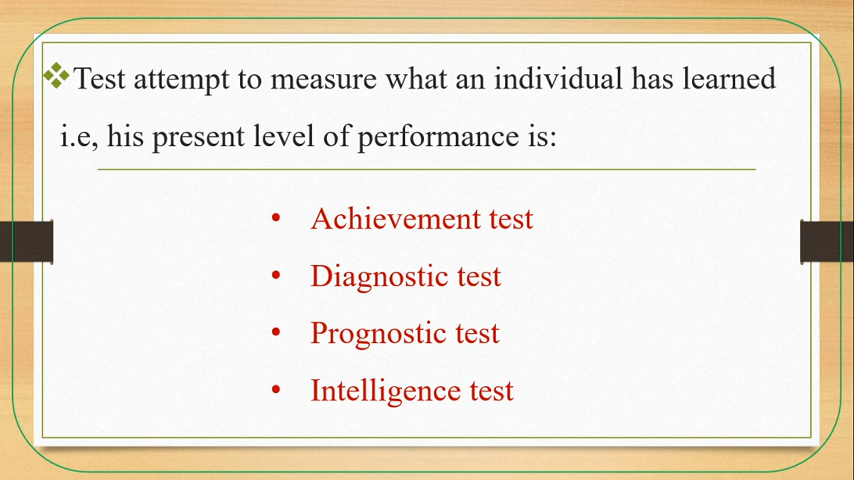 ❖Test attempt to measure what an individual has learned
i.e, his present level of performance is:
• Achievement test
• Diagnostic test
• Prognostic test
• Intelligence test